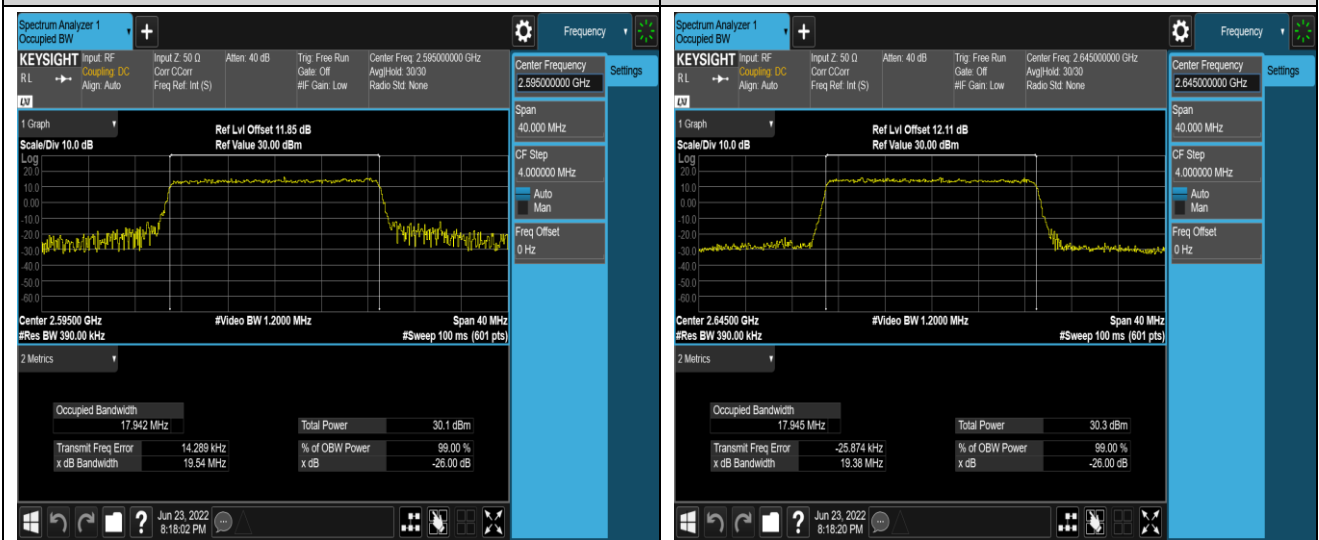 Spectrum Analyzer 1
Occupied BW
+
Frequency
KEYSIGHT Input: RF Input Z: 50 Ω Atten: 40 dB Trig: Free Run Center Freq: 2.595000000 GHz
RL Coupling: DC Corr CCorr Gate: Off Avg|Hold: 30/30
Align: Auto Freq Ref: Int (S) #IF Gain: Low Radio Std: None
LXI
Center Frequency
2.595000000 GHz
Settings
Span
40.000 MHz
CF Step
4.000000 MHz
Auto
Man
Freq Offset
0 Hz
1 Graph
Ref Lvl Offset 11.85 dB
Scale/Div 10.0 dB Ref Value 30.00 dBm
Log
20.0
10.0
0.00
-10.0
-20.0
-30.0
-40.0
-50.0
-60.0
Center 2.59500 GHz #Video BW 1.2000 MHz Span 40 MHz
#Res BW 390.00 kHz #Sweep 100 ms (601 pts)
2 Metrics
Occupied Bandwidth
17.942 MHz Total Power 30.1 dBm
Transmit Freq Error 14.289 kHz % of OBW Power 99.00 %
x dB Bandwidth 19.54 MHz x dB -26.00 dB
?
Jun 23, 2022
8:18:02 PM
Spectrum Analyzer 1
Occupied BW
+
Frequency
KEYSIGHT Input: RF Input Z: 50 Ω Atten: 40 dB Trig: Free Run Center Freq: 2.645000000 GHz
RL Coupling: DC Corr CCorr Gate: Off Avg|Hold: 30/30
Align: Auto Freq Ref: Int (S) #IF Gain: Low Radio Std: None
LXI
Center Frequency
2.645000000 GHz
Settings
Span
40.000 MHz
CF Step
4.000000 MHz
Auto
Man
Freq Offset
0 Hz
1 Graph
Ref Lvl Offset 12.11 dB
Scale/Div 10.0 dB Ref Value 30.00 dBm
Log
20.0
10.0
0.00
-10.0
-20.0
-30.0
-40.0
-50.0
-60.0
Center 2.64500 GHz #Video BW 1.2000 MHz Span 40 MHz
#Res BW 390.00 kHz #Sweep 100 ms (601 pts)
2 Metrics
Occupied Bandwidth
17.945 MHz Total Power 30.3 dBm
Transmit Freq Error -25.874 kHz % of OBW Power 99.00 %
x dB Bandwidth 19.38 MHz x dB -26.00 dB
?
Jun 23, 2022
8:18:20 PM